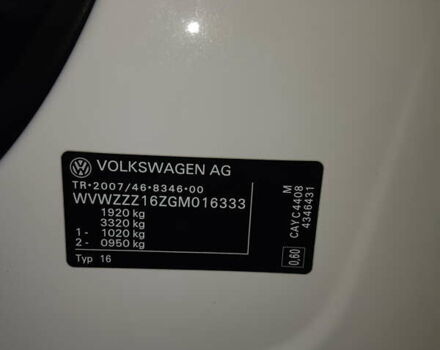 VOLKSWAGEN AG
TR•2007/46•8346•00
WVWZZZ16ZGM016333
1920 kg
3320 kg
1 - 1020 kg
2 - 0950 kg
Typ 16
M
CAYC4408
4346431
0,60